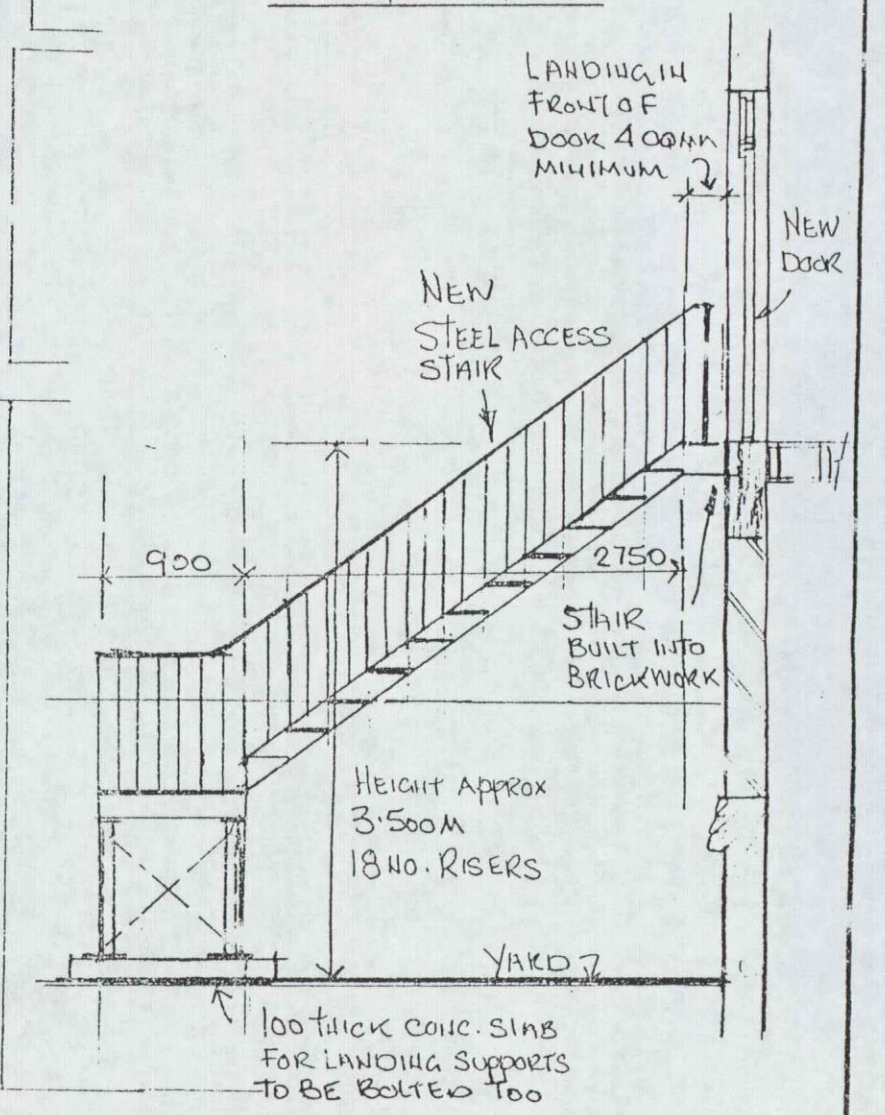 LANDING IN
FRONT OF
DOOR 400MM
MINIMUM
NEW
DOOR
NEW
STEEL ACCESS
STAIR
900
2750
STAIR
BUILT INTO
BRICKWORK
HEIGHT APPROX
3.500M
18 NO. RISERS
YARD
100 THICK CONC. SLAB
FOR LANDING SUPPORTS
TO BE BOLTED TOO